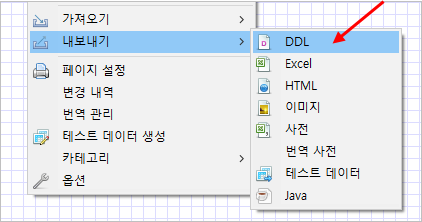 가져오기
내보내기
페이지 설정
변경 내역
번역 관리
테스트 데이터 생성
카테고리
옵션
DDL
Excel
HTML
이미지
사전
번역 사전
테스트 데이터
Java